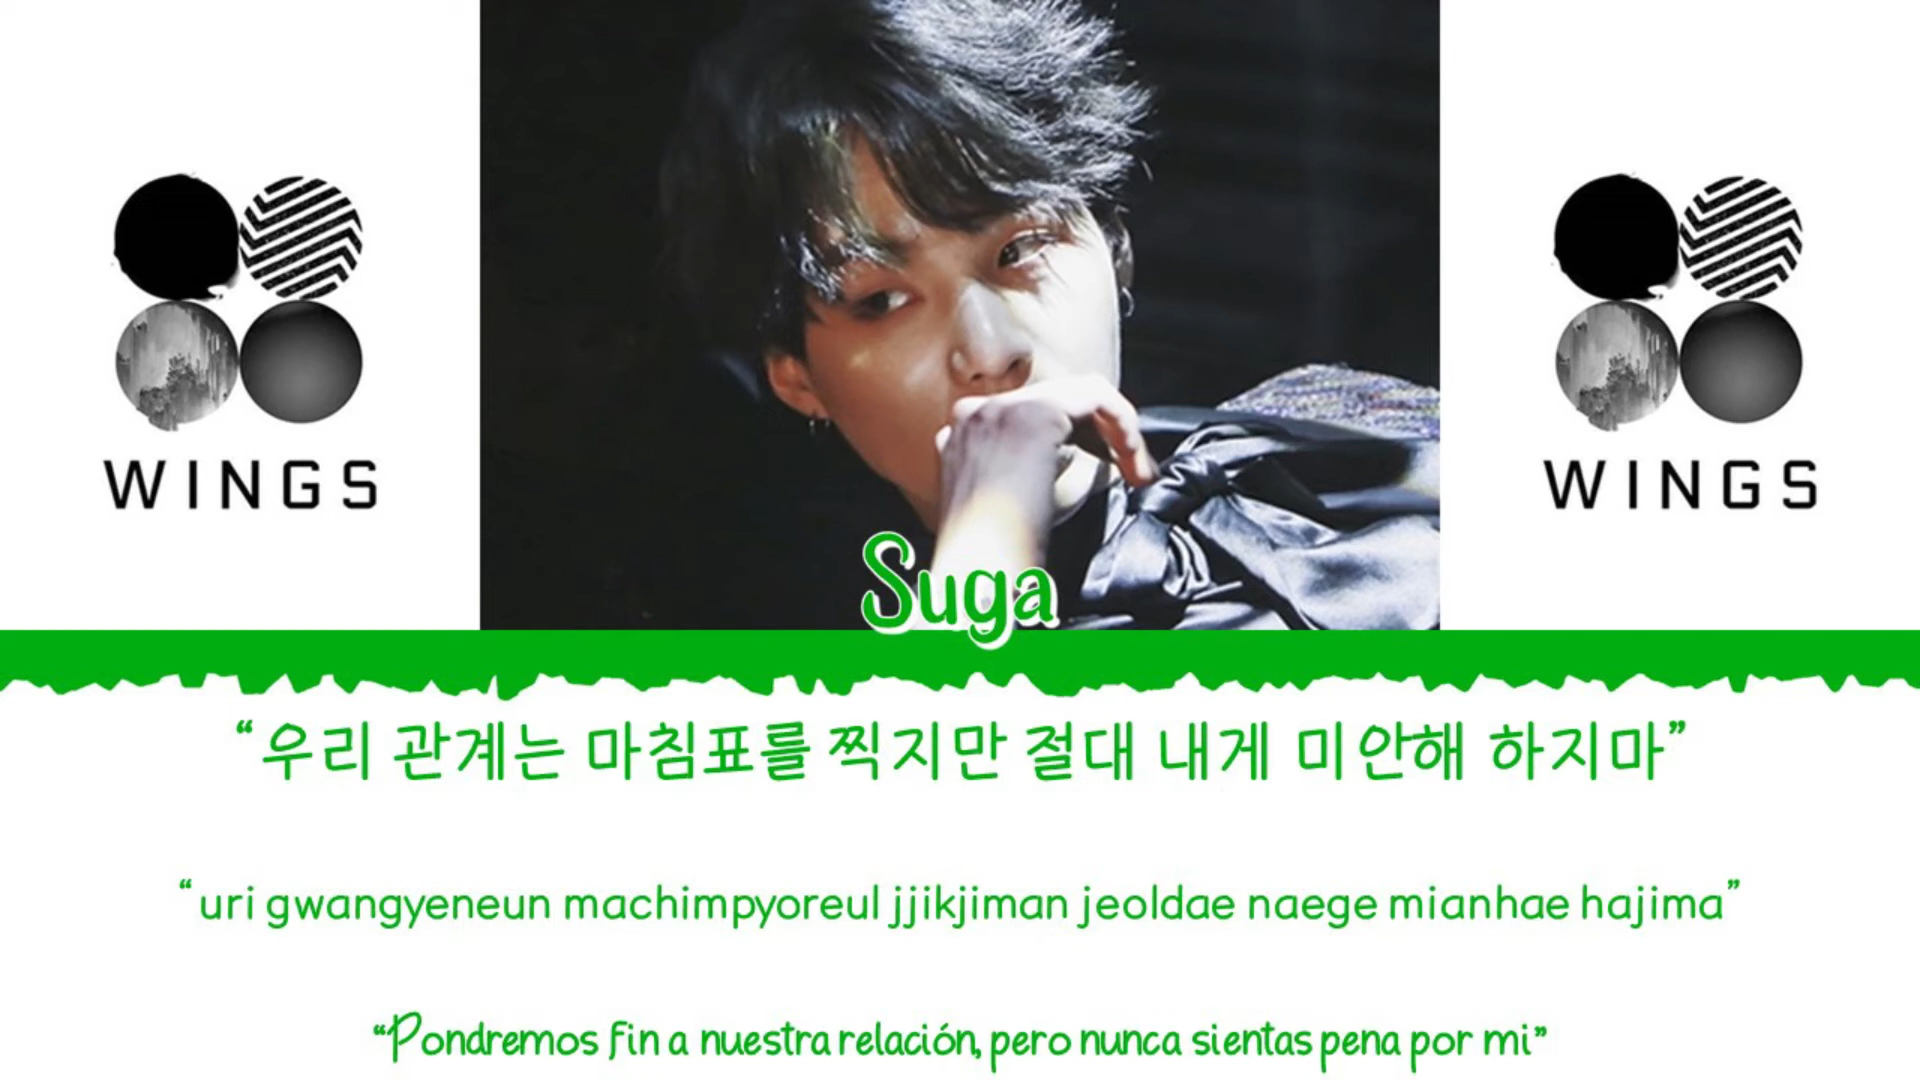 WINGS
WINGS
Suga
“우리 관계는 마침표를 찍지만 절대 내게 미안해 하지마”
“uri gwangyeneun machimpyoreul jjikjiman jeoldae naege mianhae hajima”
“Pondremos fin a nuestra relación, pero nunca sientas pena por mi”